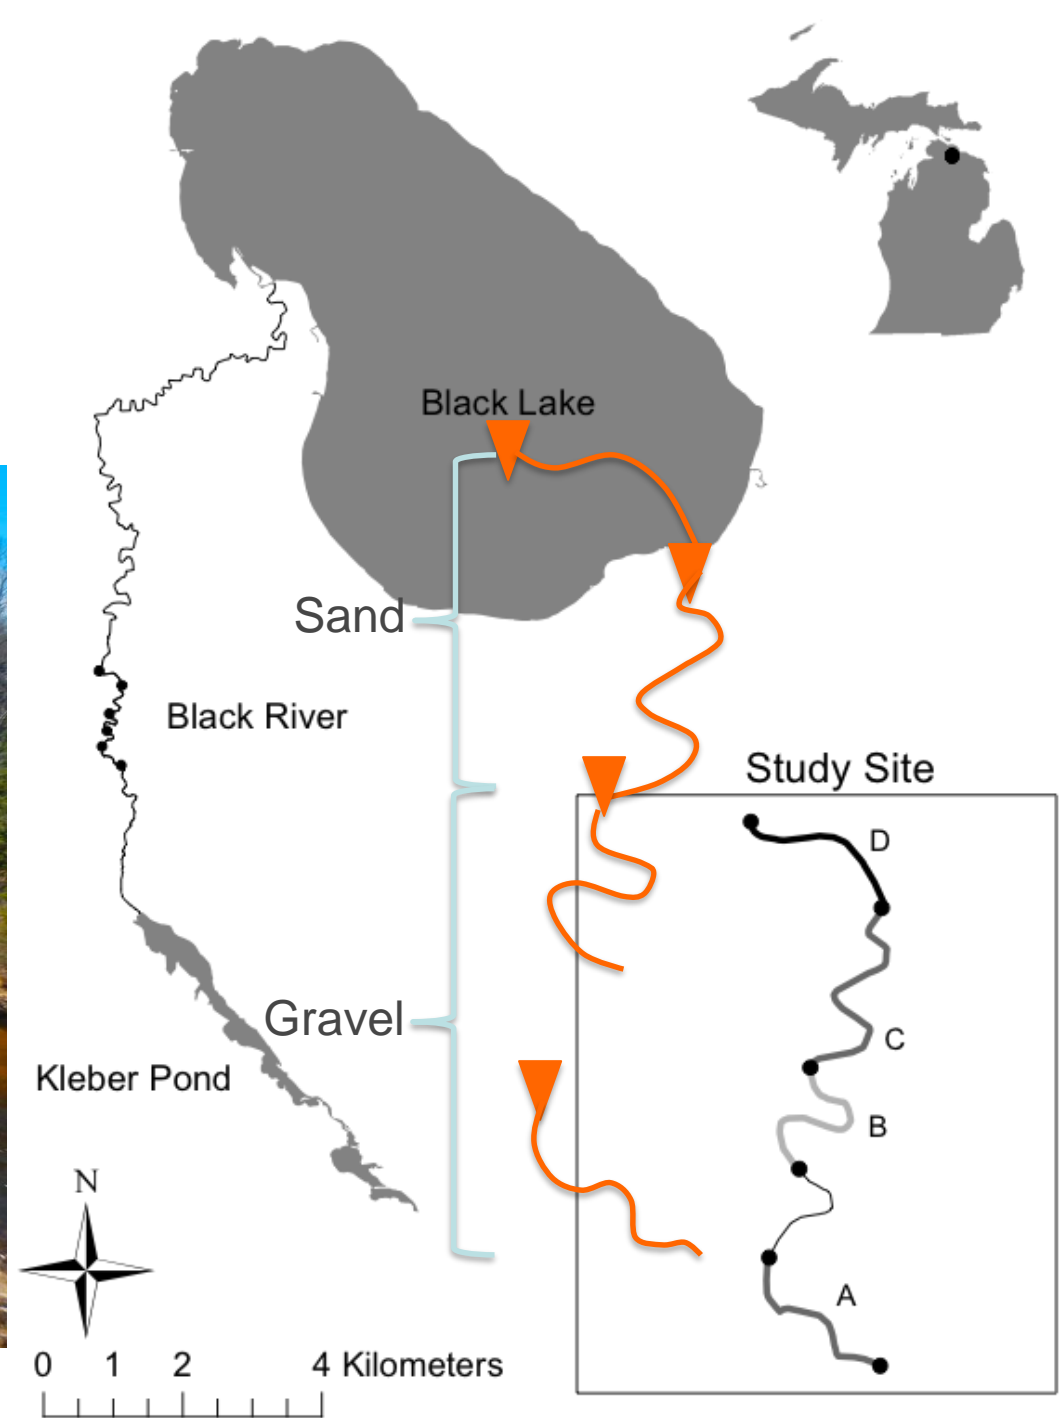 Black Lake
Sand
Black River
Study Site
D
C
Gravel
B
Kleber Pond
N
A
0 1 2 4 Kilometers